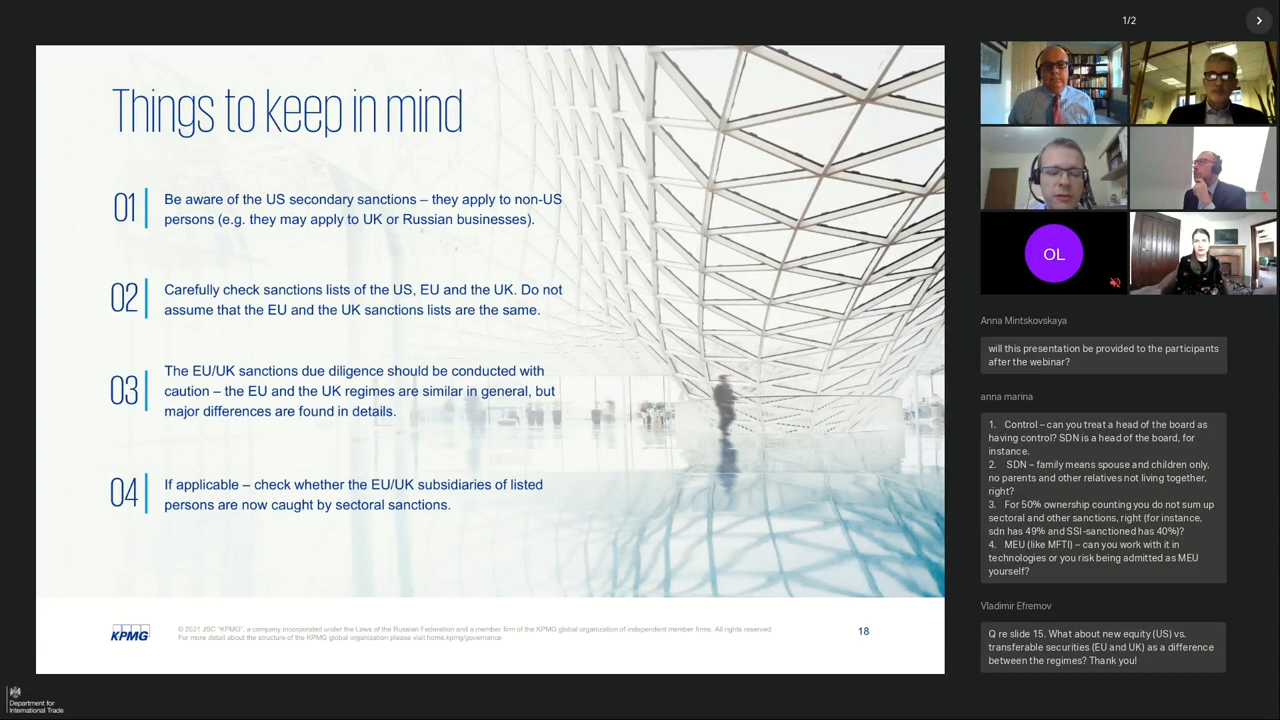 1/2
Things to keep in mind
01
Be aware of the US secondary sanctions – they apply to non-US
persons (e.g. they may apply to UK or Russian businesses).
02
Carefully check sanctions lists of the US, EU and the UK. Do not
assume that the EU and the UK sanctions lists are the same.
03
The EU/UK sanctions due diligence should be conducted with
caution – the EU and the UK regimes are similar in general, but
major differences are found in details.
04
If applicable – check whether the EU/UK subsidiaries of listed
persons are now caught by sectoral sanctions.
KPMG
© 2021 JSC "KPMG", a company incorporated under the Laws of the Russian Federation and a member firm of the KPMG global organization of independent member firms. All rights reserved.
For more detail about the structure of the KPMG global organization please visit home.kpmg/governance
18
Department for
International Trade
OL
Anna Mintskovskaya
will this presentation be provided to the participants
after the webinar?
anna marina
1. Control – can you treat a head of the board as
having control? SDN is a head of the board, for
instance.
2. SDN – family means spouse and children only,
no parents and other relatives not living together,
right?
3. For 50% ownership counting you do not sum up
sectoral and other sanctions, right (for instance,
sdn has 49% and SSI-sanctioned has 40%)?
4. MEU (like MFTI) – can you work with it in
technologies or you risk being admitted as MEU
yourself?
Vladimir Efremov
Q re slide 15. What about new equity (US) vs.
transferable securities (EU and UK) as a difference
between the regimes? Thank you!